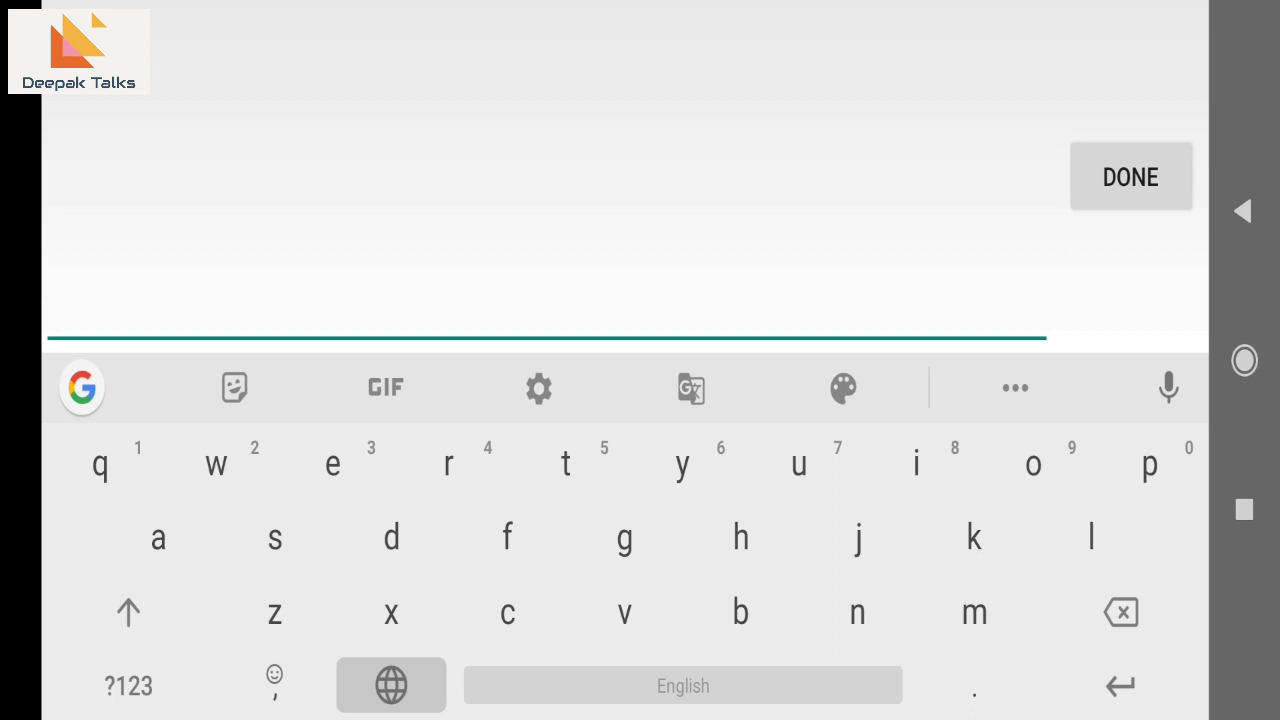 Deepak Talks
DONE
GIF
q 1 w 2 e 3 r 4 t 5 y 6 u 7 i 8 o 9 p 0
a s d f g h j k l
z x c v b n m
?123 , English .